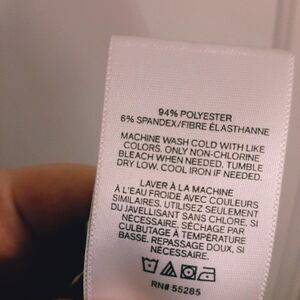 94% POLYESTER
6% SPANDEX/FIBRE ÉLASTHANNE
MACHINE WASH COLD WITH LIKE
COLORS. ONLY NON-CHLORINE
BLEACH WHEN NEEDED. TUMBLE
DRY LOW. COOL IRON IF NEEDED.
LAVER À LA MACHINE
À L'EAU FROIDE AVEC COULEURS
SIMILAIRES. UTILISEZ SEULEMENT
DU JAVELLISANT SANS CHLORE. SI
NÉCESSAIRE. SÉCHAGE PAR
CULBUTAGE À TEMPÉRATURE
BASSE. REPASSAGE DOUX, SI
NÉCESSAIRE.
RN# 55285